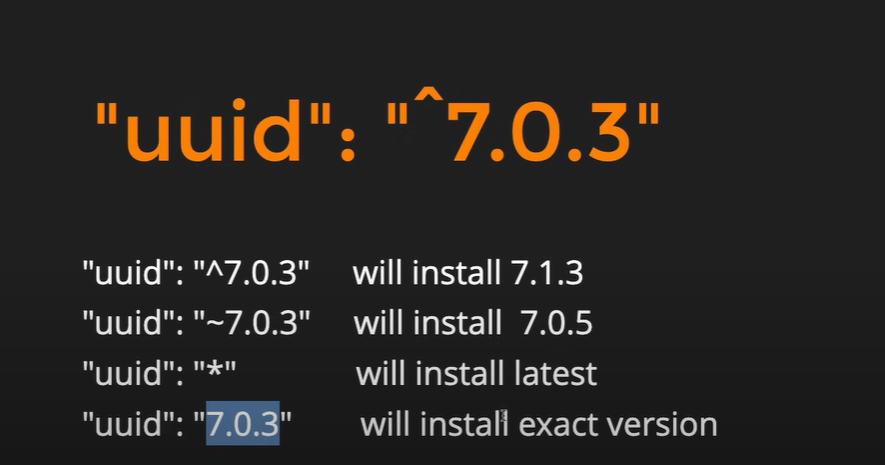 "uuid": "^7.0.3"
"uuid": "^7.0.3" will install 7.1.3
"uuid": "~7.0.3" will install 7.0.5
"uuid": "*" will install latest
"uuid": "7.0.3" will install exact version